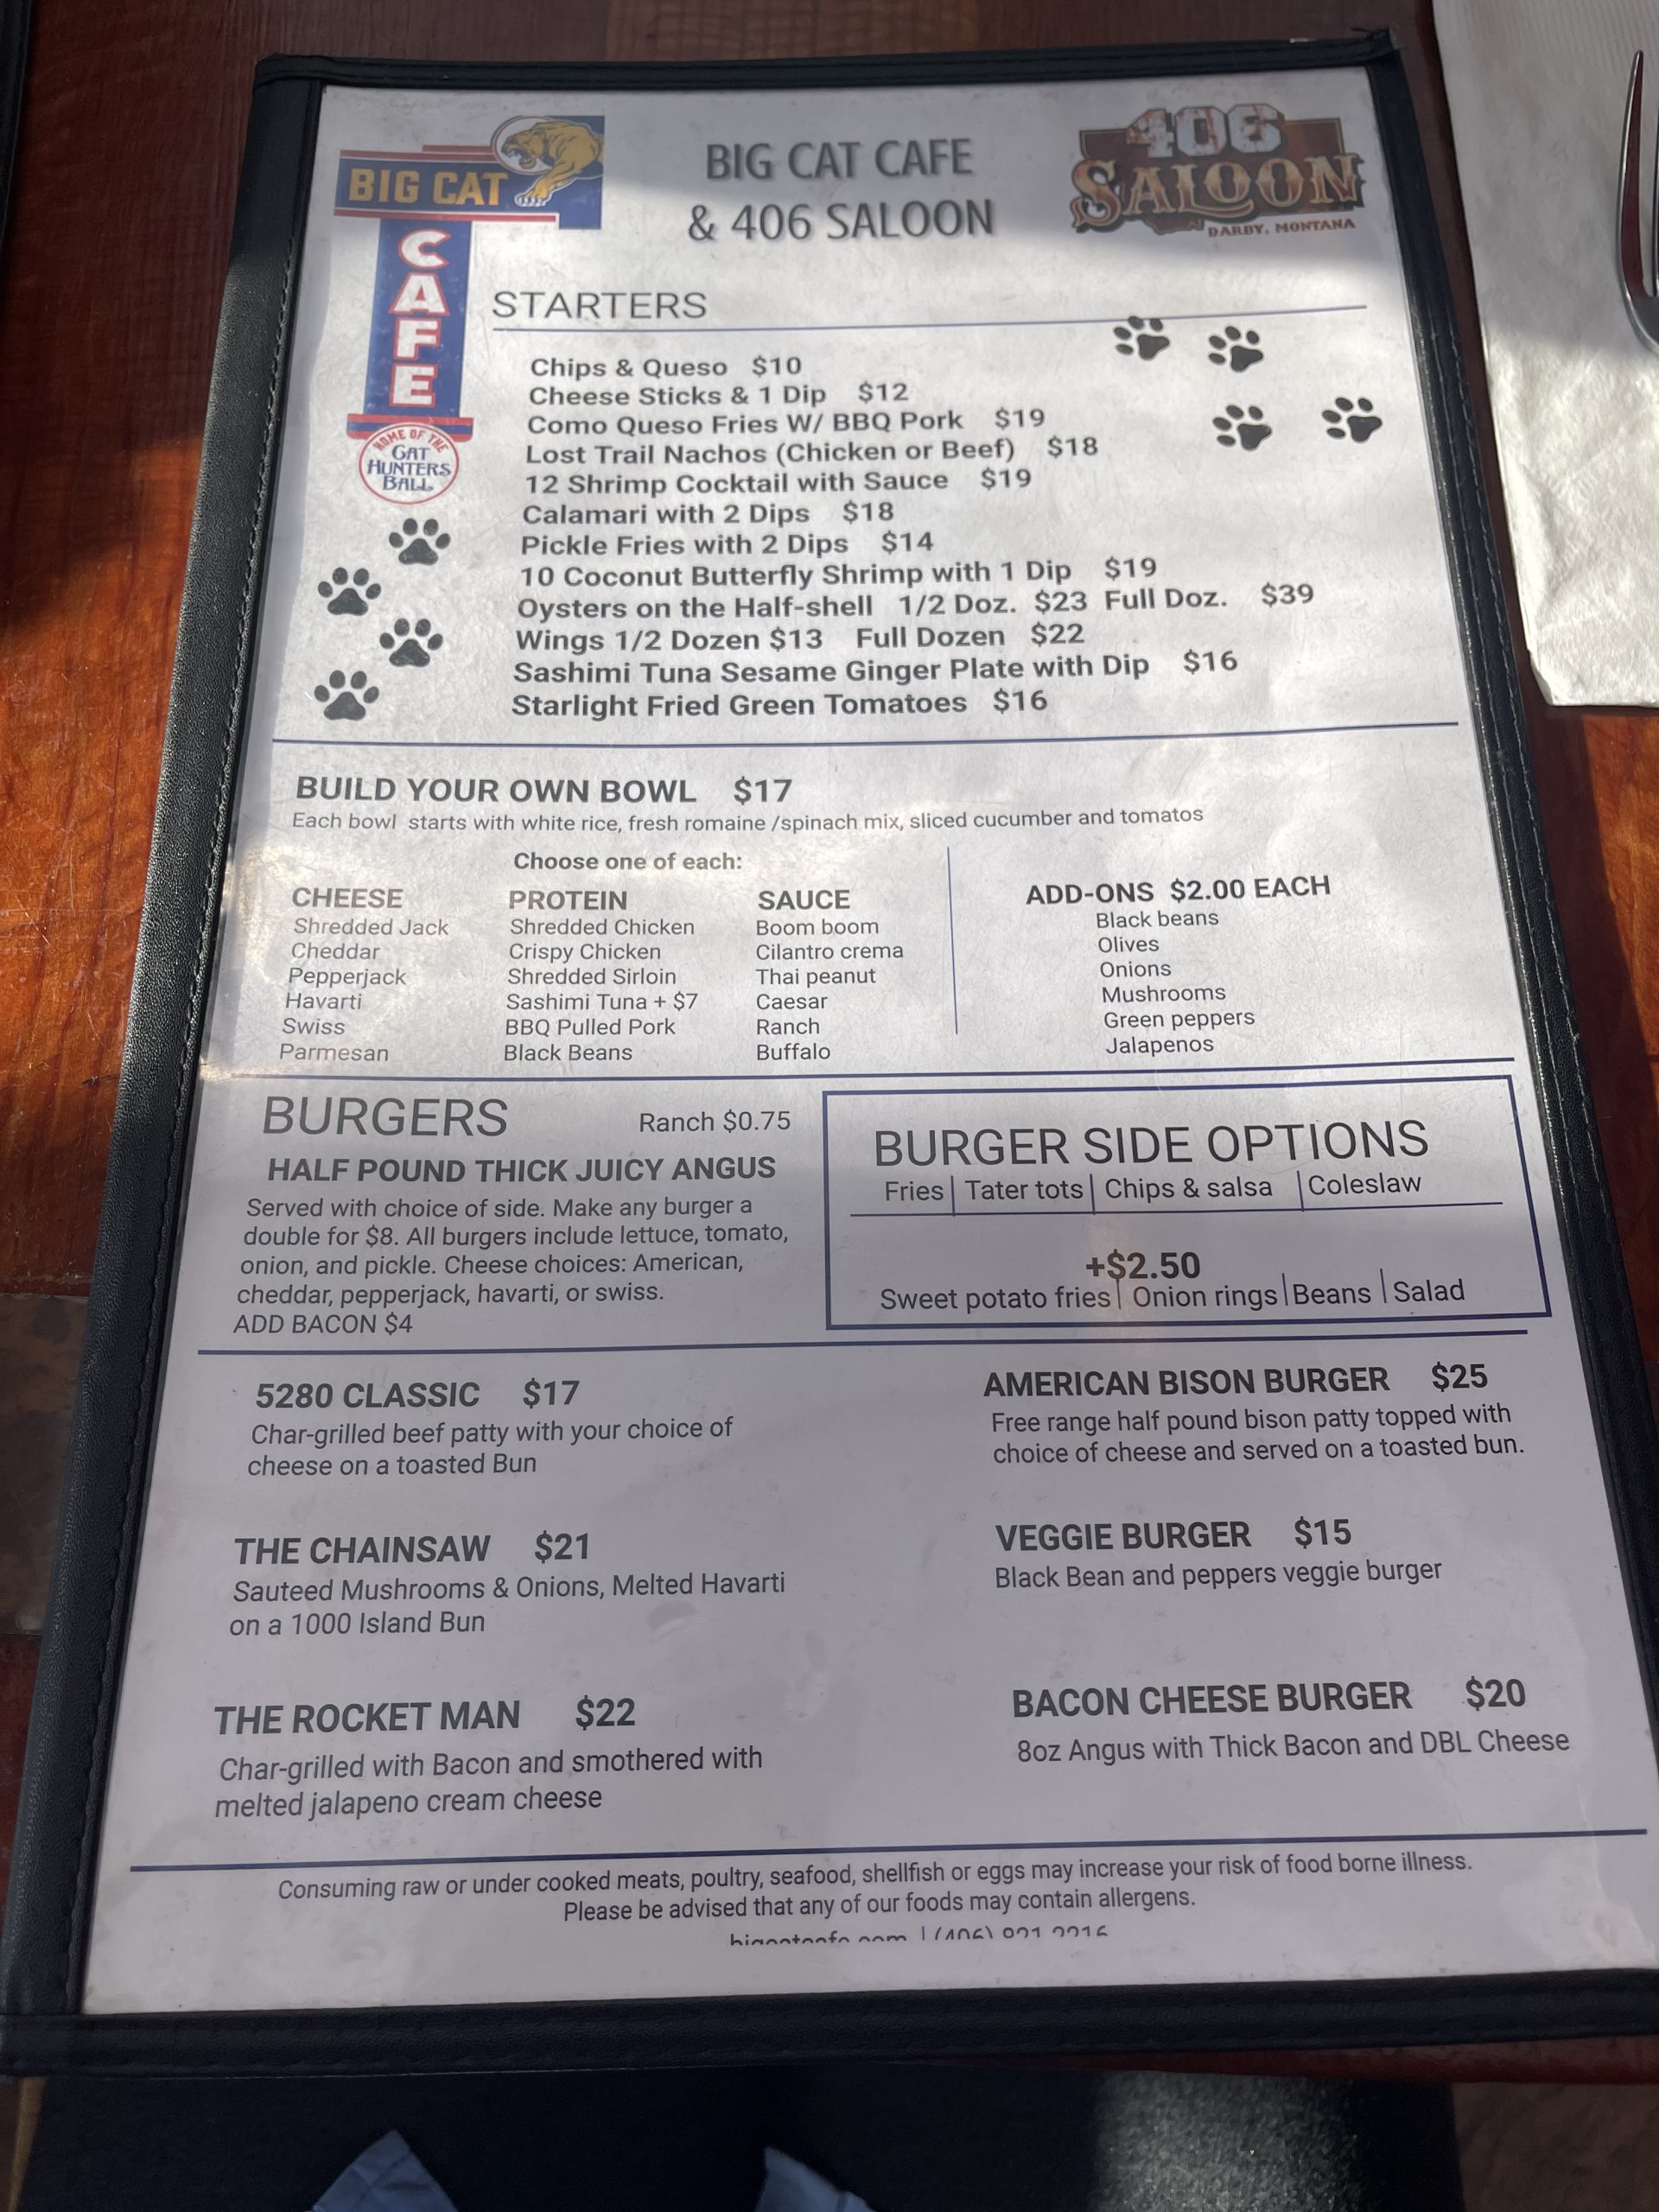 BIG CAT
CAFE
HOME OF THE
CAT
HUNTERS
BALL
BIG CAT CAFE
& 406 SALOON
406
SALOON
DARBY, MONTANA
STARTERS
Chips & Queso $10
Cheese Sticks & 1 Dip $12
Como Queso Fries W/ BBQ Pork $19
Lost Trail Nachos (Chicken or Beef) $18
12 Shrimp Cocktail with Sauce $19
Calamari with 2 Dips $18
Pickle Fries with 2 Dips $14
10 Coconut Butterfly Shrimp with 1 Dip $19
Oysters on the Half-shell 1/2 Doz. $23 Full Doz. $39
Wings 1/2 Dozen $13 Full Dozen $22
Sashimi Tuna Sesame Ginger Plate with Dip $16
Starlight Fried Green Tomatoes $16
BUILD YOUR OWN BOWL $17
Each bowl starts with white rice, fresh romaine /spinach mix, sliced cucumber and tomatos
Choose one of each:
CHEESE
Shredded Jack
Cheddar
Pepperjack
Havarti
Swiss
Parmesan
PROTEIN
Shredded Chicken
Crispy Chicken
Shredded Sirloin
Sashimi Tuna + $7
BBQ Pulled Pork
Black Beans
SAUCE
Boom boom
Cilantro crema
Thai peanut
Caesar
Ranch
Buffalo
ADD-ONS $2.00 EACH
Black beans
Olives
Onions
Mushrooms
Green peppers
Jalapenos
BURGERS Ranch $0.75
HALF POUND THICK JUICY ANGUS
Served with choice of side. Make any burger a
double for $8. All burgers include lettuce, tomato,
onion, and pickle. Cheese choices: American,
cheddar, pepperjack, havarti, or swiss.
ADD BACON $4
BURGER SIDE OPTIONS
Fries | Tater tots | Chips & salsa | Coleslaw
+$2.50
Sweet potato fries | Onion rings | Beans | Salad
5280 CLASSIC $17
Char-grilled beef patty with your choice of
cheese on a toasted Bun
THE CHAINSAW $21
Sauteed Mushrooms & Onions, Melted Havarti
on a 1000 Island Bun
THE ROCKET MAN $22
Char-grilled with Bacon and smothered with
melted jalapeno cream cheese
AMERICAN BISON BURGER $25
Free range half pound bison patty topped with
choice of cheese and served on a toasted bun.
VEGGIE BURGER $15
Black Bean and peppers veggie burger
BACON CHEESE BURGER $20
8oz Angus with Thick Bacon and DBL Cheese
Consuming raw or under cooked meats, poultry, seafood, shellfish or eggs may increase your risk of food borne illness.
Please be advised that any of our foods may contain allergens.